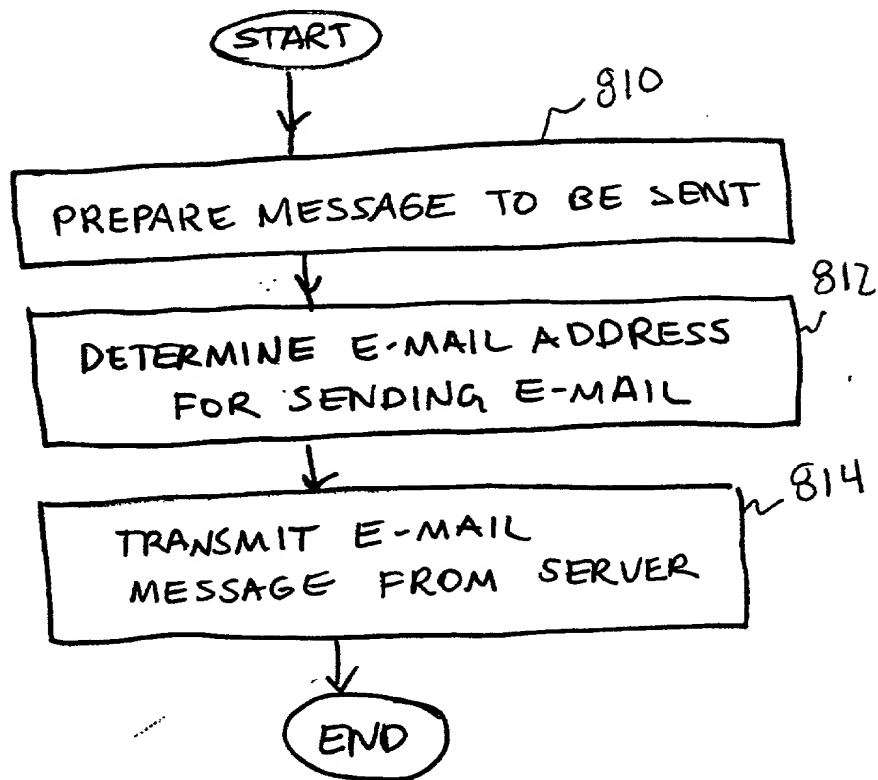 START
810
PREPARE MESSAGE TO BE SENT
812
DETERMINE E-MAIL ADDRESS
FOR SENDING E-MAIL
814
TRANSMIT E-MAIL
MESSAGE FROM SERVER
END